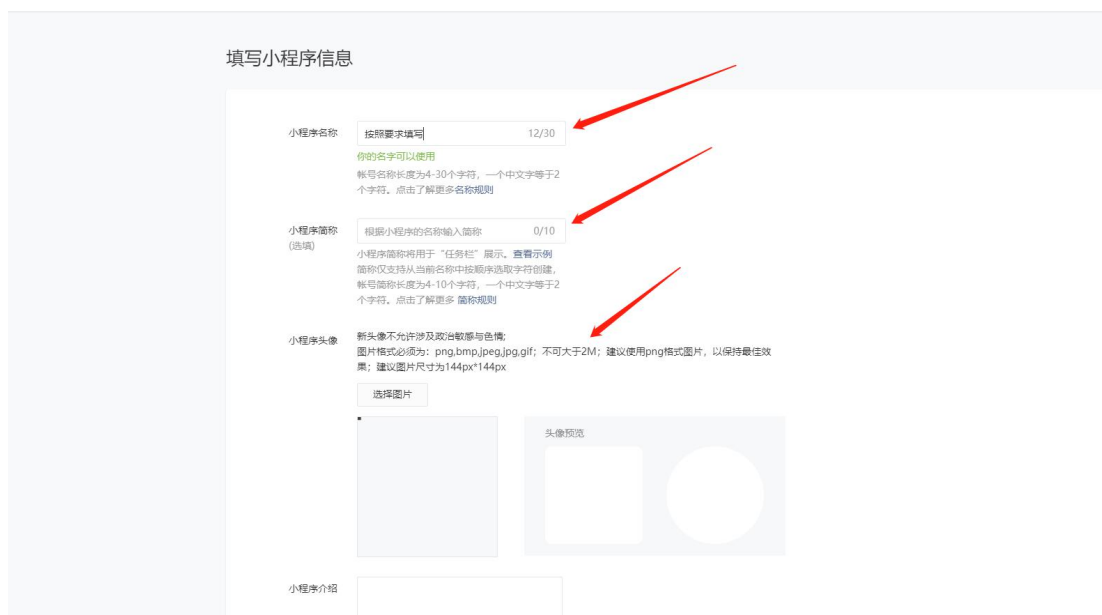 填写小程序信息
小程序名称
按照要求填写 12/30
你的名字可以使用
帐号名称长度为4-30个字符，一个中文字等于2
个字符。点击了解更多名称规则
小程序简称 根据小程序的名称输入简称 0/10
(选填)
小程序简称将用于“任务栏”展示。查看示例
简称仅支持从当前名称中按顺序选取字符创建，
帐号简称长度为4-10个字符，一个中文字等于2
个字符。点击了解更多 简称规则
小程序头像
新头像不允许涉及政治敏感与色情;
图片格式必须为：png,bmp,jpeg,jpg,gif；不可大于2M；建议使用png格式图片，以保持最佳效
果；建议图片尺寸为144px*144px
选择图片
头像预览
小程序介绍